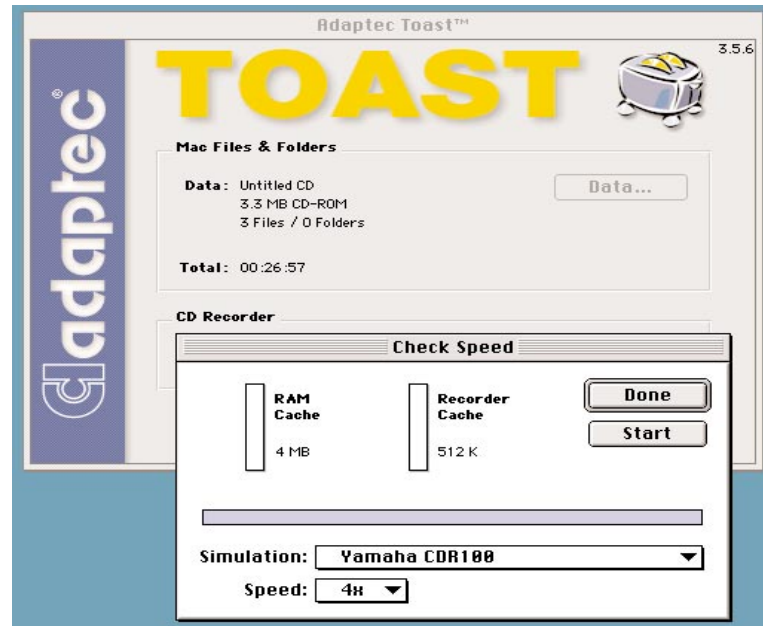 Adaptec Toast™
3.5.6
adaptec®
TOAST
Mac Files & Folders
Data: Untitled CD
3.3 MB CD-ROM
3 Files / 0 Folders
Data...
Total: 00:26:57
CD Recorder
Check Speed
RAM
Cache
4 MB
Recorder
Cache
512 K
Done
Start
Simulation: Yamaha CDR100
Speed: 4x